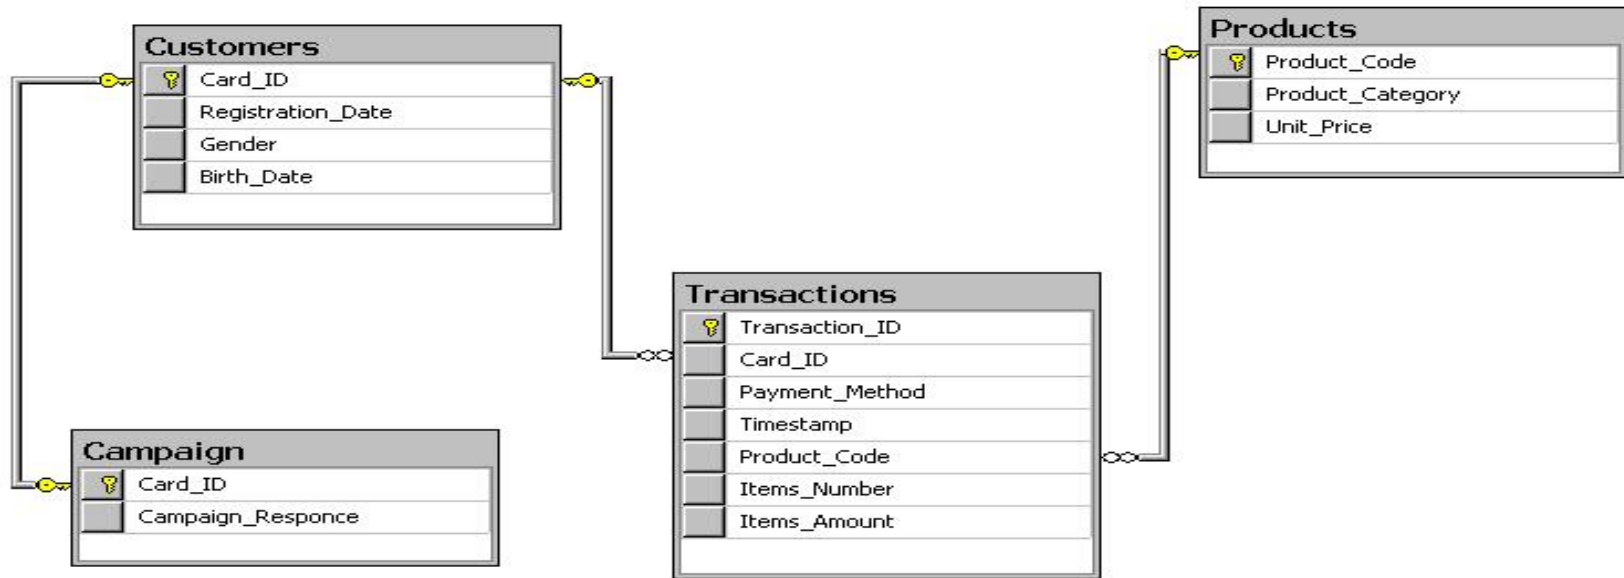 Customers
Card_ID
Registration_Date
Gender
Birth_Date
Products
Product_Code
Product_Category
Unit_Price
Transactions
Transaction_ID
Card_ID
Payment_Method
Timestamp
Product_Code
Items_Number
Items_Amount
Campaign
Card_ID
Campaign_Responce